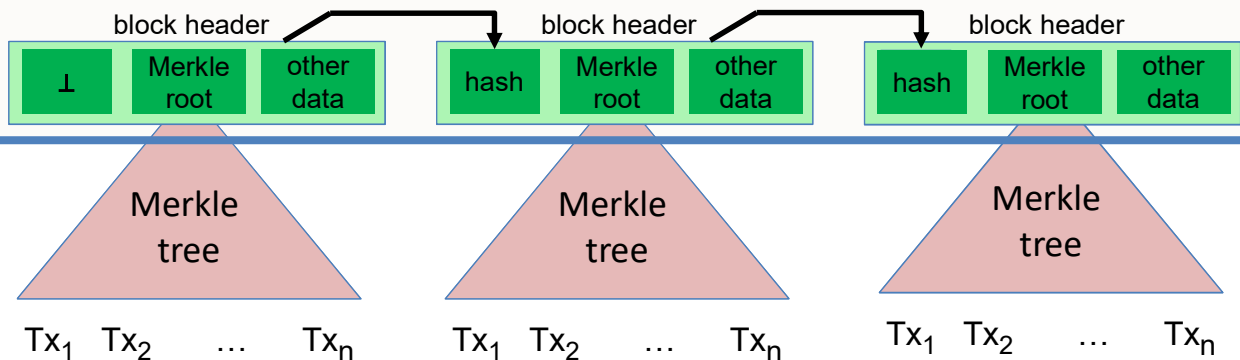 block header
block header
block header
⊥
Merkle
root
other
data
hash
Merkle
root
other
data
hash
Merkle
root
other
data
Merkle
tree
Merkle
tree
Merkle
tree
Tx₁ Tx₂ … Txₙ
Tx₁ Tx₂ … Txₙ
Tx₁ Tx₂ … Txₙ